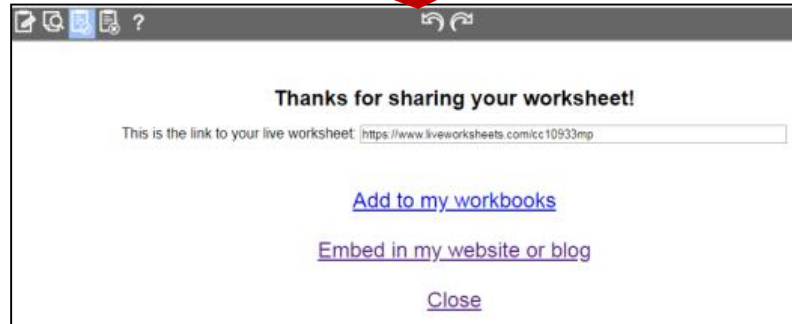 ?
Thanks for sharing your worksheet!
This is the link to your live worksheet: https://www.liveworksheets.com/cc10933mp
Add to my workbooks
Embed in my website or blog
Close